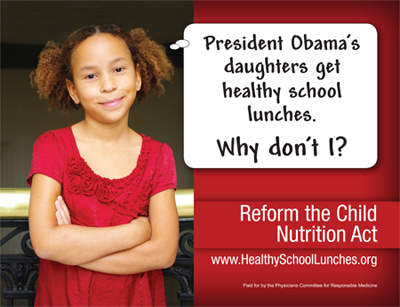 President Obama's
daughters get
healthy school
lunches.
Why don't I?
Reform the Child
Nutrition Act
www.HealthySchoolLunches.org
Paid for by the Physicians Committee for Responsible Medicine